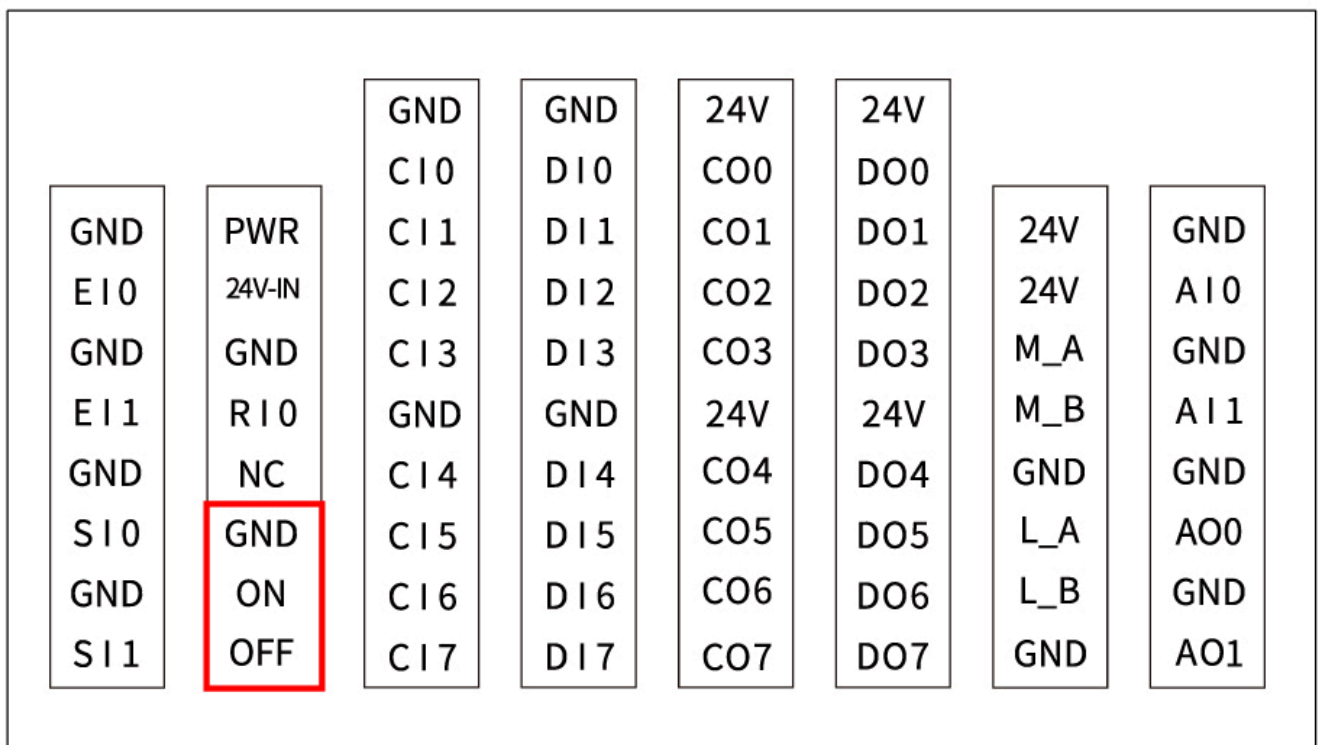 GND GND 24V 24V
CI0 DI0 CO0 DO0
GND PWR CI1 DI1 CO1 DO1 24V GND
EI0 24V-IN CI2 DI2 CO2 DO2 24V AI0
GND GND CI3 DI3 CO3 DO3 M_A GND
EI1 RI0 GND GND 24V 24V M_B AI1
GND NC CI4 DI4 CO4 DO4 GND GND
SI0 GND CI5 DI5 CO5 DO5 L_A AO0
GND ON CI6 DI6 CO6 DO6 L_B GND
SI1 OFF CI7 DI7 CO7 DO7 GND AO1